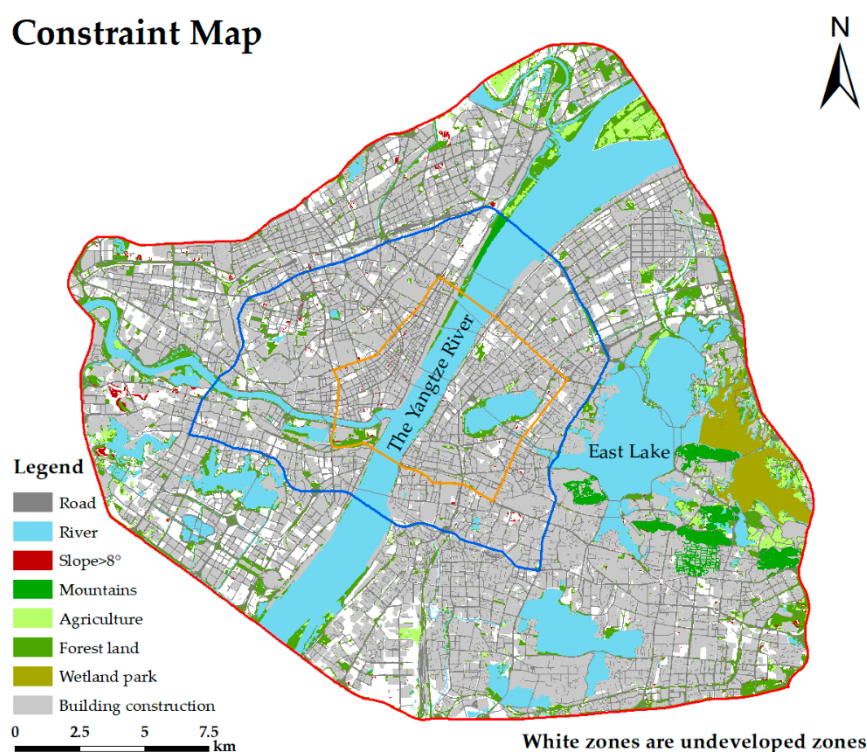 Constraint Map
N
The Yangtze River
East Lake
Legend
Road
River
Slope>8°
Mountains
Agriculture
Forest land
Wetland park
Building construction
0 2.5 5 7.5
km
White zones are undeveloped zones